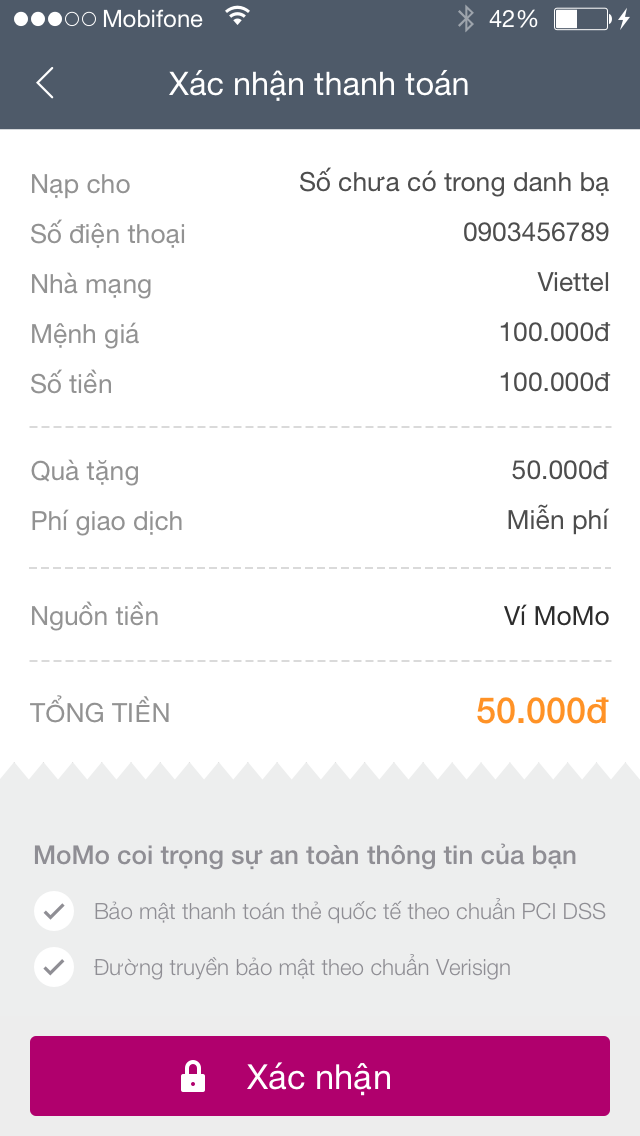 Mobifone 42%
Xác nhận thanh toán
Nạp cho Số chưa có trong danh bạ
Số điện thoại 0903456789
Nhà mạng Viettel
Mệnh giá 100.000đ
Số tiền 100.000đ
Quà tặng 50.000đ
Phí giao dịch Miễn phí
Nguồn tiền Ví MoMo
TỔNG TIỀN 50.000đ
MoMo coi trọng sự an toàn thông tin của bạn
Bảo mật thanh toán thẻ quốc tế theo chuẩn PCI DSS
Đường truyền bảo mật theo chuẩn Verisign
Xác nhận